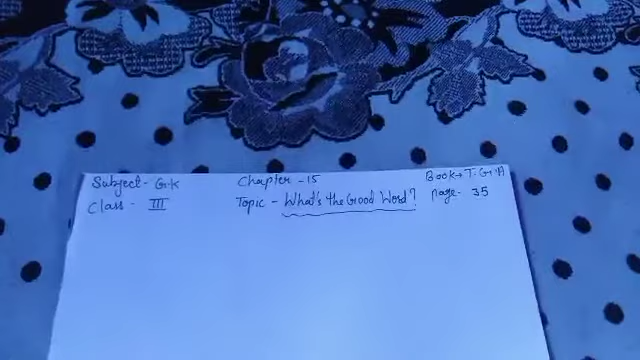 Subject- G.K Chapter -15 Book→T.G.A
Class - III Topic - What's the Good Word? Page- 35